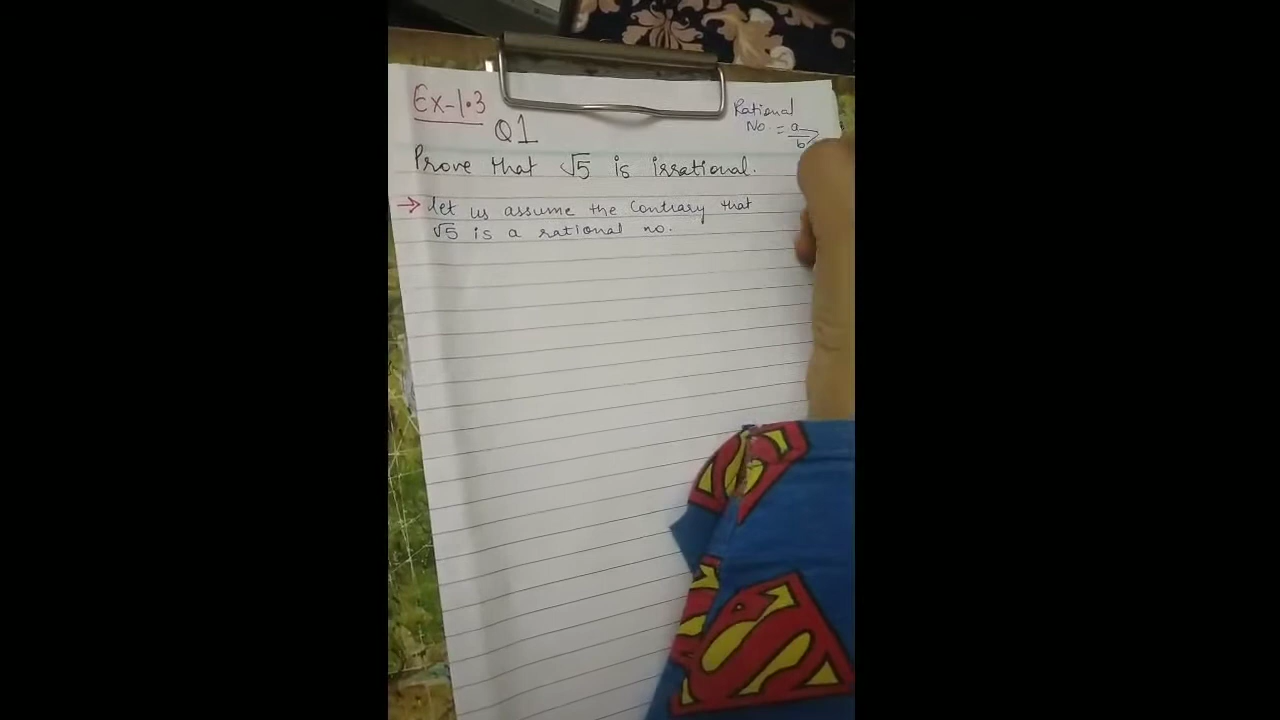 Ex-1.3
Q1
Rational
No. = a/b
Prove that √5 is irrational.
→ Let us assume the Contrary that
√5 is a rational no.